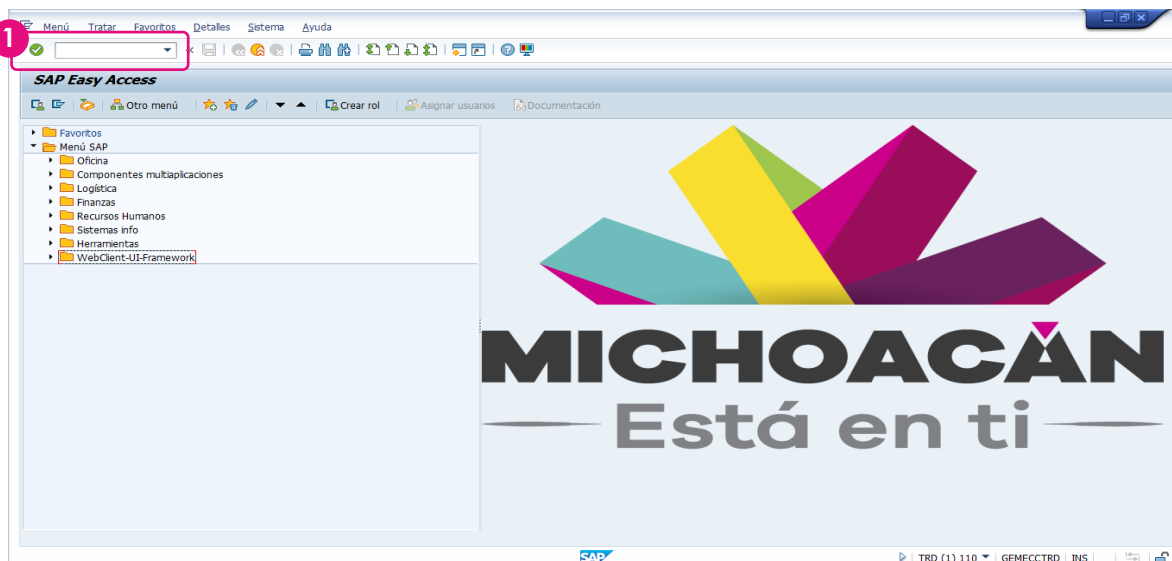 1
Menú Tratar Favoritos Detalles Sistema Ayuda
SAP Easy Access
Otro menú Crear rol Asignar usuarios Documentación
Favoritos
Menú SAP
Oficina
Componentes multiaplicaciones
Logística
Finanzas
Recursos Humanos
Sistemas info
Herramientas
WebClient-UI-Framework
MICHOACÁN
Está en ti
SAP
TRD (1) 110 GEMECCTRD INS